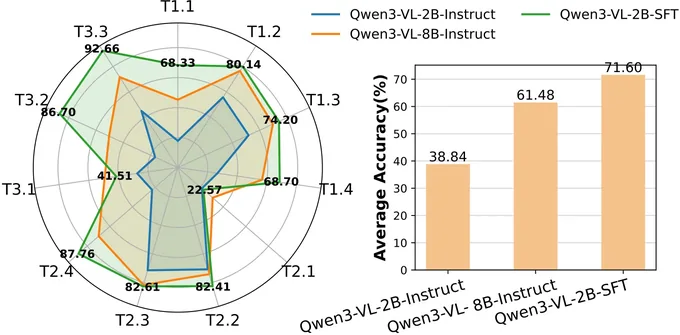 Qwen3-VL-2B-Instruct
Qwen3-VL-8B-Instruct
Qwen3-VL-2B-SFT
T1.1
T1.2
T1.3
T1.4
T2.1
T2.2
T2.3
T2.4
T3.1
T3.2
T3.3
68.33
80.14
74.20
68.70
22.57
82.41
82.61
87.76
41.51
86.70
92.66
Average Accuracy(%)
70
60
50
40
30
20
10
0
38.84
61.48
71.60
Qwen3-VL-2B-Instruct
Qwen3-VL- 8B-Instruct
Qwen3-VL-2B-SFT